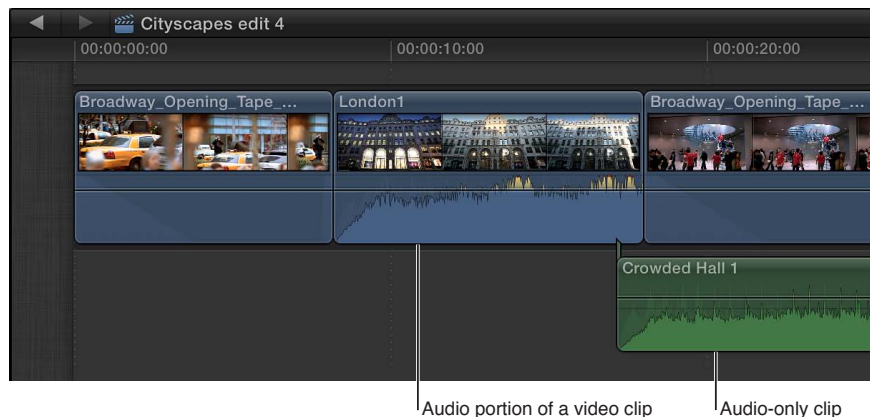 Cityscapes edit 4
00:00:00:00 00:00:10:00 00:00:20:00
Broadway_Opening_Tape_... London1 Broadway_Opening_Tape_...
Crowded Hall 1
Audio portion of a video clip Audio-only clip